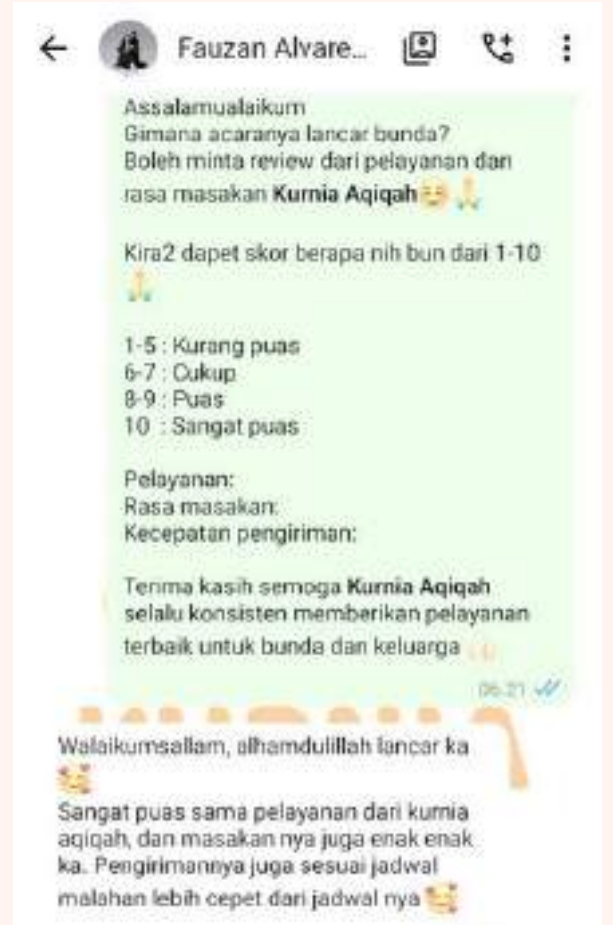 Fauzan Alvare...
Assalamualaikum
Gimana acaranya lancar bunda?
Boleh minta review dari pelayanan dan
rasa masakan Kurnia Aqiqah😊🙏
Kira2 dapet skor berapa nih bun dari 1-10
🙏
1-5 : Kurang puas
6-7 : Cukup
8-9 : Puas
10 : Sangat puas
Pelayanan:
Rasa masakan:
Kecepatan pengiriman:
Terima kasih semoga Kurnia Aqiqah
selalu konsisten memberikan pelayanan
terbaik untuk bunda dan keluarga
06.21
Walaikumsallam, alhamdulillah lancar ka
🥰
Sangat puas sama pelayanan dari kurnia
aqiqah, dan masakan nya juga enak enak
ka. Pengirimannya juga sesuai jadwal
malahan lebih cepet dari jadwal nya 🥰